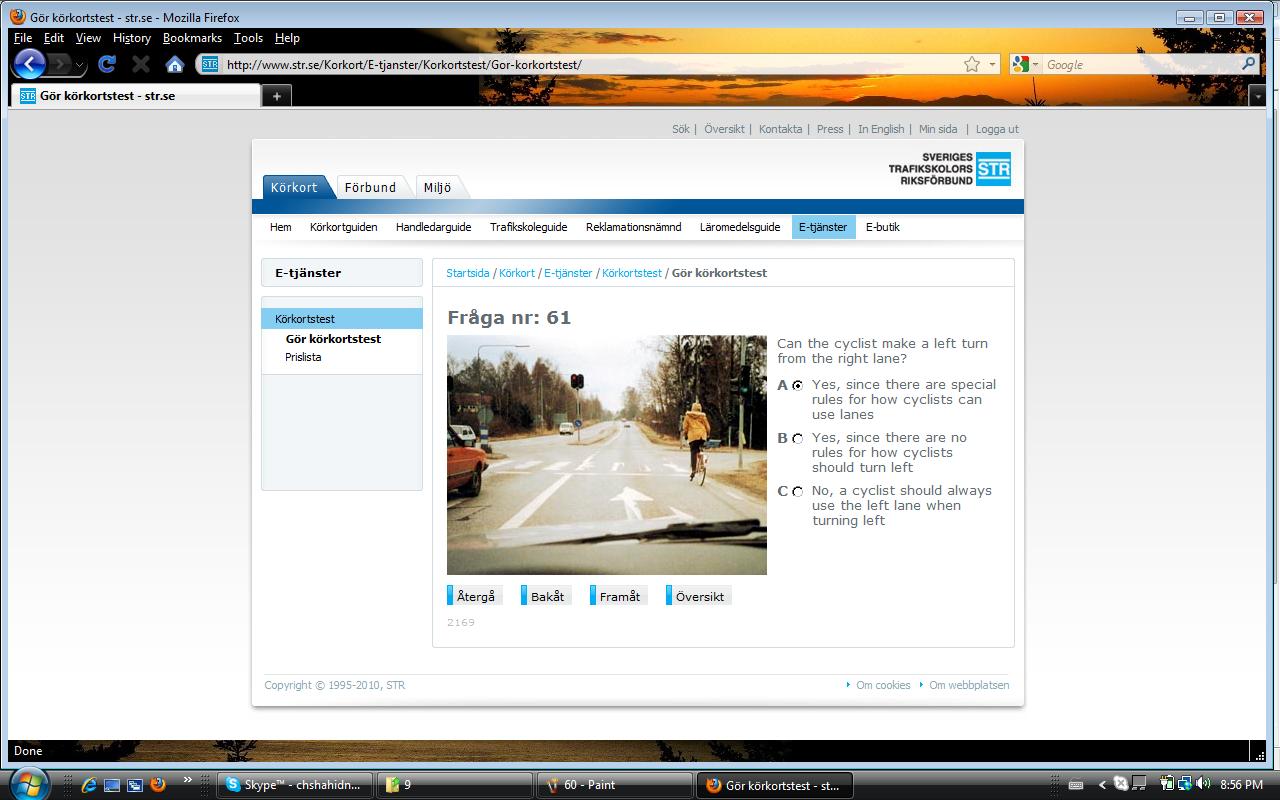 Gör körkortstest - str.se - Mozilla Firefox
File Edit View History Bookmarks Tools Help
STR http://www.str.se/Korkort/E-tjanster/Korkortstest/Gor-korkortstest/ Google
STR Gör körkortstest - str.se +
Sök | Översikt | Kontakta | Press | In English | Min sida | Logga ut
SVERIGES
TRAFIKSKOLORS
RIKSFÖRBUND
STR
Körkort Förbund Miljö
Hem Körkortguiden Handledarguide Trafikskoleguide Reklamationsnämnd Läromedelsguide E-tjänster E-butik
E-tjänster
Körkortstest
Gör körkortstest
Prislista
Startsida / Körkort / E-tjänster / Körkortstest / Gör körkortstest
Fråga nr: 61
Can the cyclist make a left turn
from the right lane?
A Yes, since there are special
rules for how cyclists can
use lanes
B Yes, since there are no
rules for how cyclists
should turn left
C No, a cyclist should always
use the left lane when
turning left
Återgå Bakåt Framåt Översikt
2169
Copyright © 1995-2010, STR
Om cookies Om webbplatsen
Done
Skype™ - chshahidn... 9 60 - Paint Gör körkortstest - st... 8:56 PM